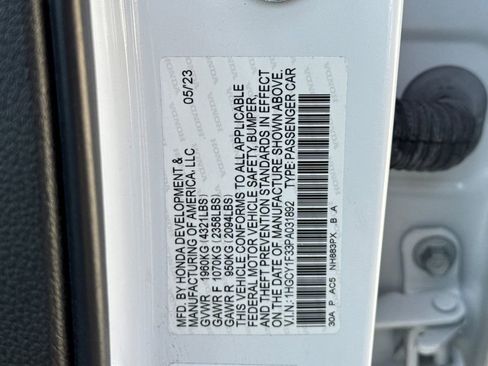 MFD. BY HONDA DEVELOPMENT & 05/23
MANUFACTURING OF AMERICA, LLC
GVWR 1960KG (4321LBS)
GAWR F 1070KG (2358LBS)
GAWR R 950KG (2094LBS)
THIS VEHICLE CONFORMS TO ALL APPLICABLE
FEDERAL MOTOR VEHICLE SAFETY, BUMPER,
AND THEFT PREVENTION STANDARDS IN EFFECT
ON THE DATE OF MANUFACTURE SHOWN ABOVE.
V.I.N.: 1HGCY1F33PA031892 TYPE: PASSENGER CAR
30A P AC5 NH883PX B A